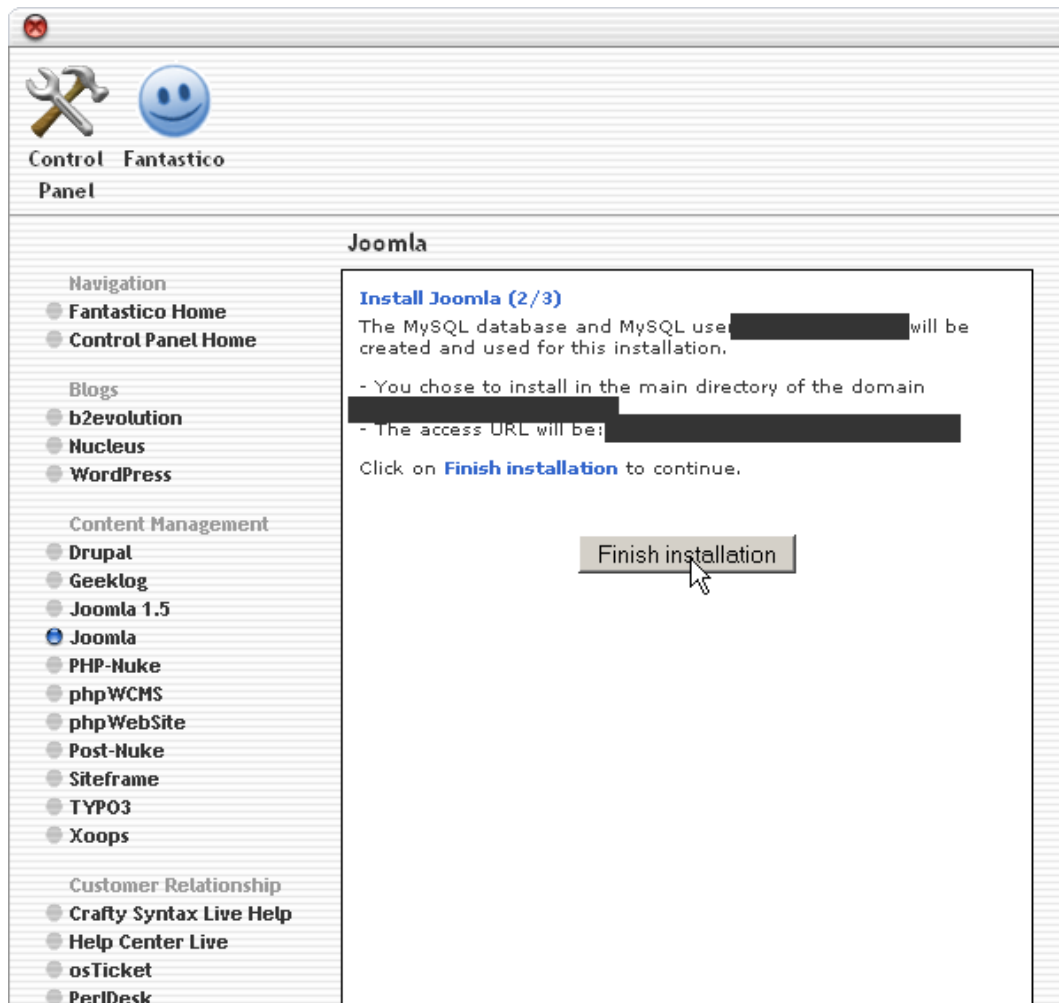 Control Fantastico
Panel
Joomla
Navigation
Fantastico Home
Control Panel Home
Blogs
b2evolution
Nucleus
WordPress
Content Management
Drupal
Geeklog
Joomla 1.5
Joomla
PHP-Nuke
phpWCMS
phpWebSite
Post-Nuke
Siteframe
TYPO3
Xoops
Customer Relationship
Crafty Syntax Live Help
Help Center Live
osTicket
PerlDesk
Install Joomla (2/3)
The MySQL database and MySQL user will be
created and used for this installation.
- You chose to install in the main directory of the domain
- The access URL will be:
Click on Finish installation to continue.
Finish installation